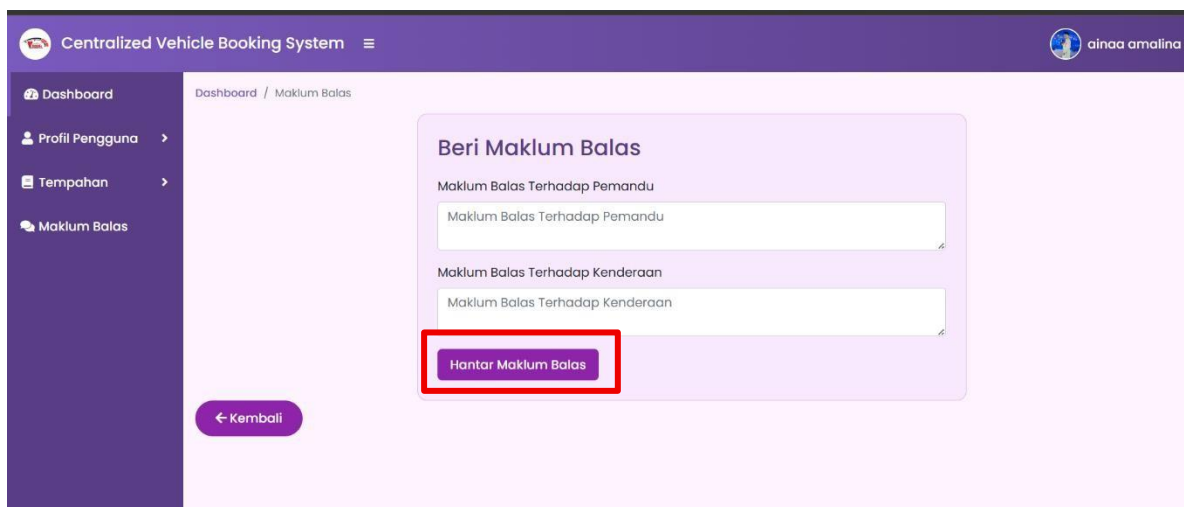 Centralized Vehicle Booking System
ainaa amalina
Dashboard
Profil Pengguna
Tempahan
Maklum Balas
Dashboard / Maklum Balas
Beri Maklum Balas
Maklum Balas Terhadap Pemandu
Maklum Balas Terhadap Pemandu
Maklum Balas Terhadap Kenderaan
Maklum Balas Terhadap Kenderaan
Hantar Maklum Balas
Kembali